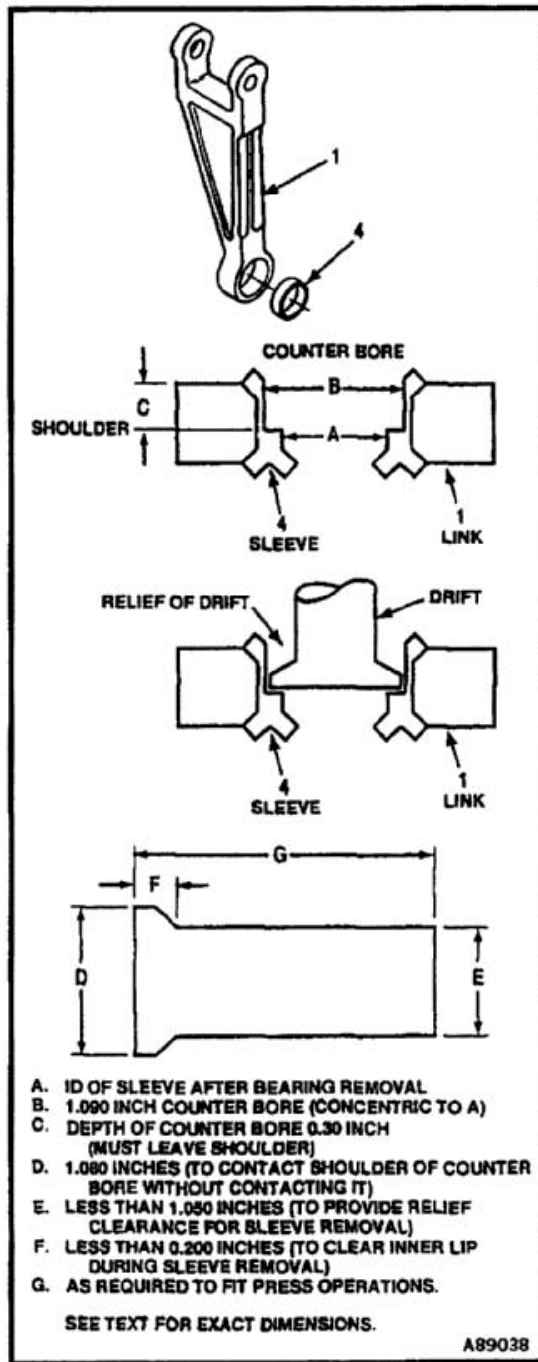 1
4
COUNTER BORE
B
C
SHOULDER
A
4
SLEEVE
1
LINK
RELIEF OF DRIFT
DRIFT
4
SLEEVE
1
LINK
G
F
D
E
A. ID OF SLEEVE AFTER BEARING REMOVAL
B. 1.090 INCH COUNTER BORE (CONCENTRIC TO A)
C. DEPTH OF COUNTER BORE 0.30 INCH
(MUST LEAVE SHOULDER)
D. 1.080 INCHES (TO CONTACT SHOULDER OF COUNTER
BORE WITHOUT CONTACTING IT)
E. LESS THAN 1.050 INCHES (TO PROVIDE RELIEF
CLEARANCE FOR SLEEVE REMOVAL)
F. LESS THAN 0.200 INCHES (TO CLEAR INNER LIP
DURING SLEEVE REMOVAL)
G. AS REQUIRED TO FIT PRESS OPERATIONS.
SEE TEXT FOR EXACT DIMENSIONS.
A89038